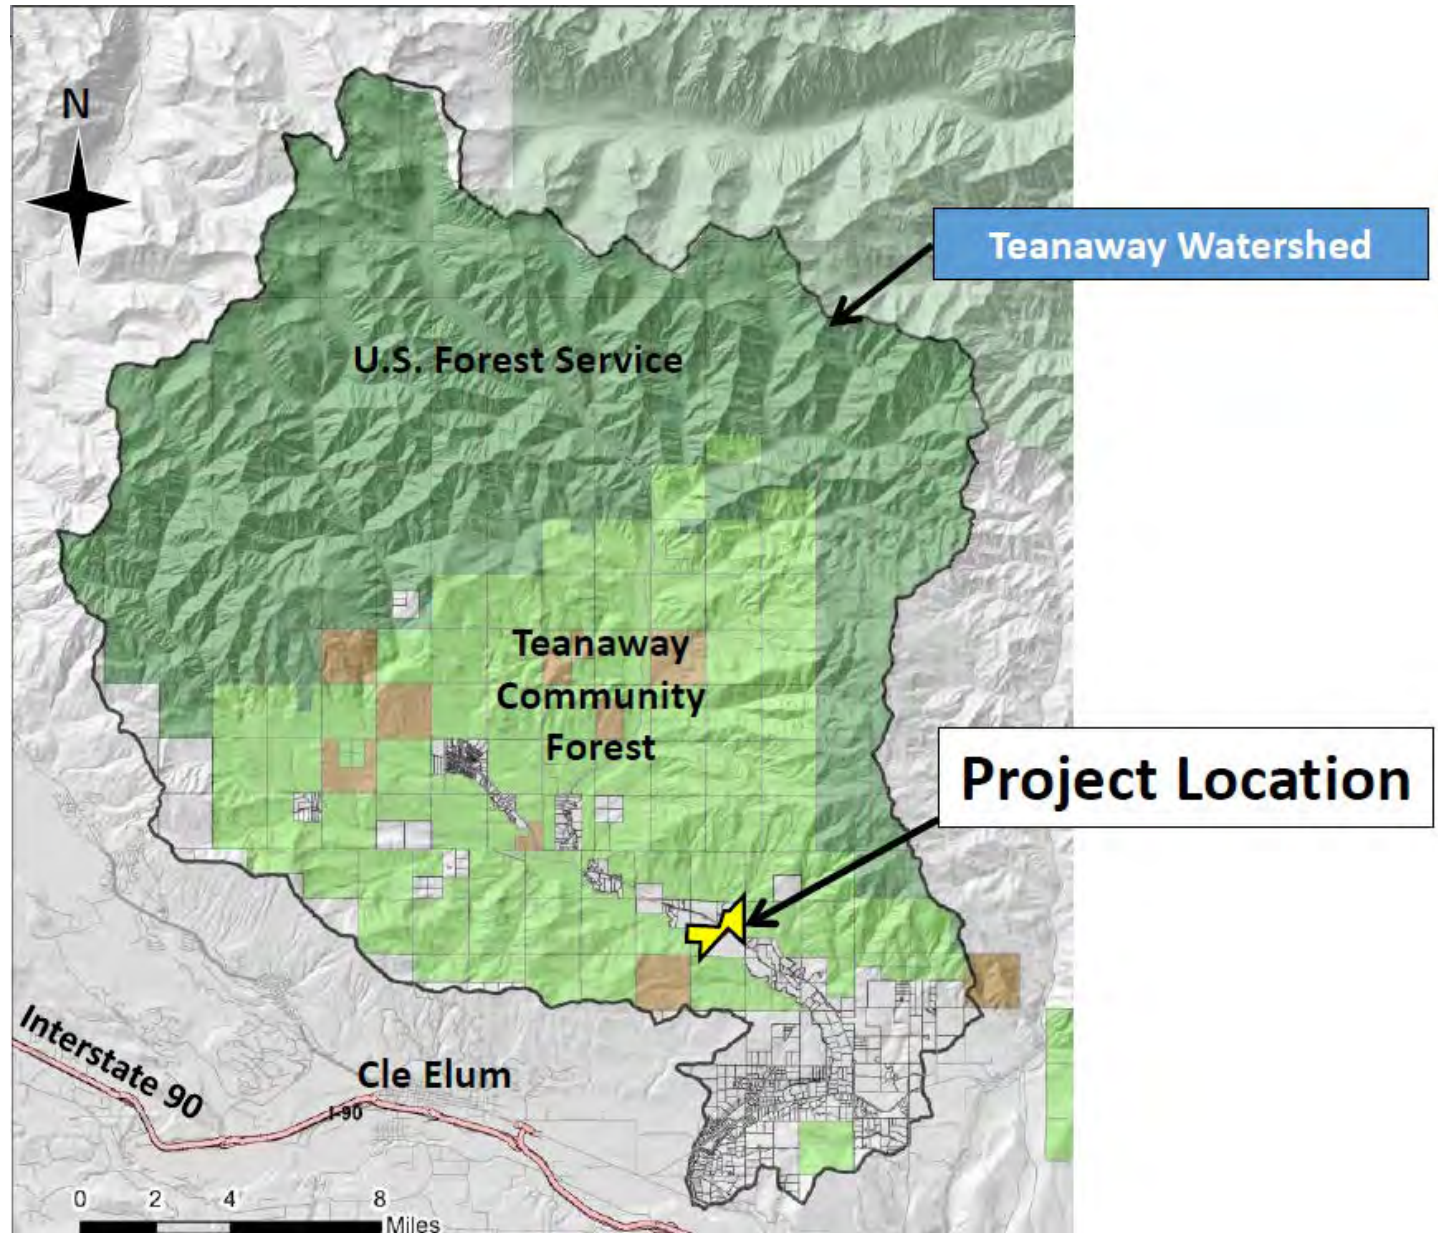 N
Teanaway Watershed
U.S. Forest Service
Teanaway
Community
Forest
Project Location
Interstate 90
Cle Elum
I-90
0 2 4 8
Miles